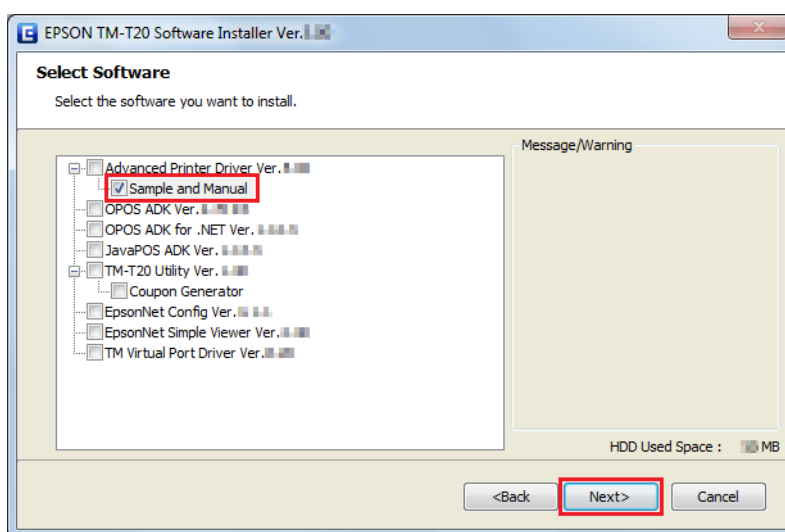 EPSON TM-T20 Software Installer Ver.
Select Software
Select the software you want to install.
Message/Warning
Advanced Printer Driver Ver.
Sample and Manual
OPOS ADK Ver.
OPOS ADK for .NET Ver.
JavaPOS ADK Ver.
TM-T20 Utility Ver.
Coupon Generator
EpsonNet Config Ver.
EpsonNet Simple Viewer Ver.
TM Virtual Port Driver Ver.
HDD Used Space : MB
<Back Next> Cancel